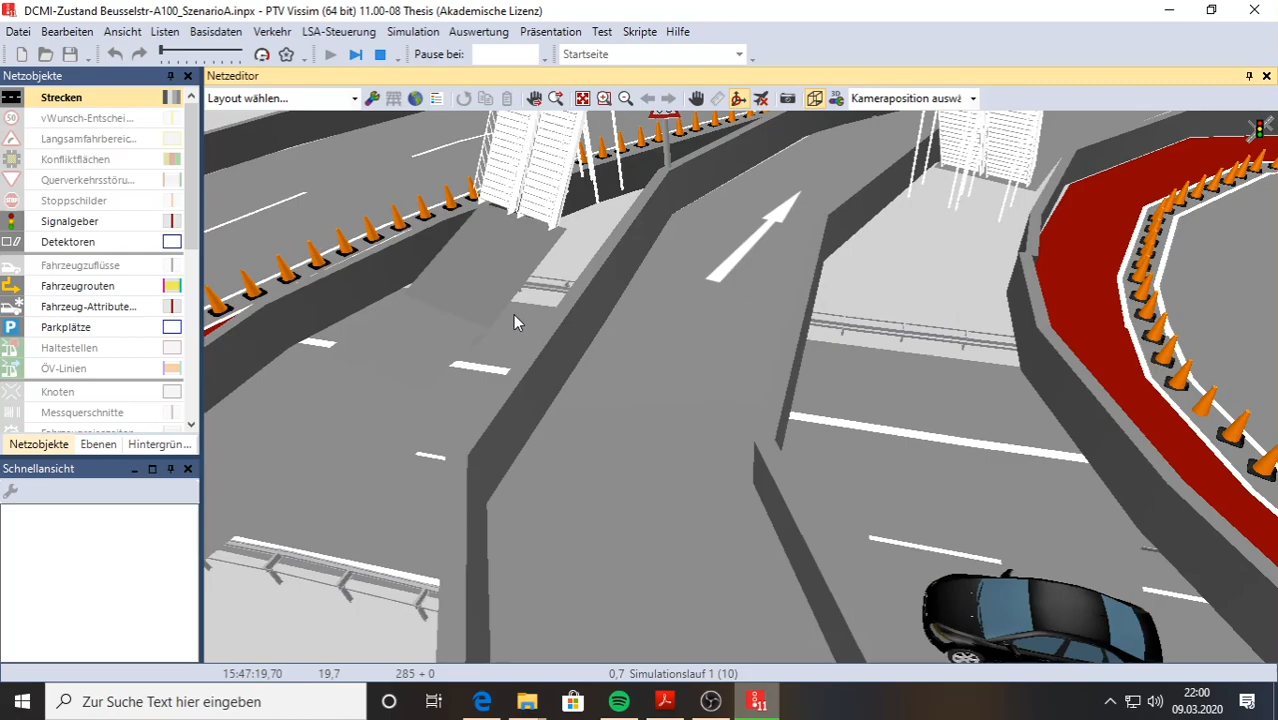 DCMI-Zustand Beusselstr-A100_SzenarioA.inpx - PTV Vissim (64 bit) 11.00-08 Thesis (Akademische Lizenz)
Datei Bearbeiten Ansicht Listen Basisdaten Verkehr LSA-Steuerung Simulation Auswertung Präsentation Test Skripte Hilfe
Pause bei: Startseite
Netzobjekte
Netzeditor
Layout wählen...
Kameraposition auswä
Strecken
50 vWunsch-Entschei...
Langsamfahrbereic...
Konfliktflächen
Querverkehrsstöru...
Stoppschilder
Signalgeber
Detektoren
Fahrzeugzuflüsse
Fahrzeugrouten
Fahrzeug-Attribute...
P Parkplätze
Haltestellen
ÖV-Linien
Knoten
Messquerschnitte
Netzobjekte Ebenen Hintergrün...
Schnellansicht
15:47:19,70 19,7 285 + 0 0,7 Simulationslauf 1 (10)
Zur Suche Text hier eingeben
11
22:00
09.03.2020